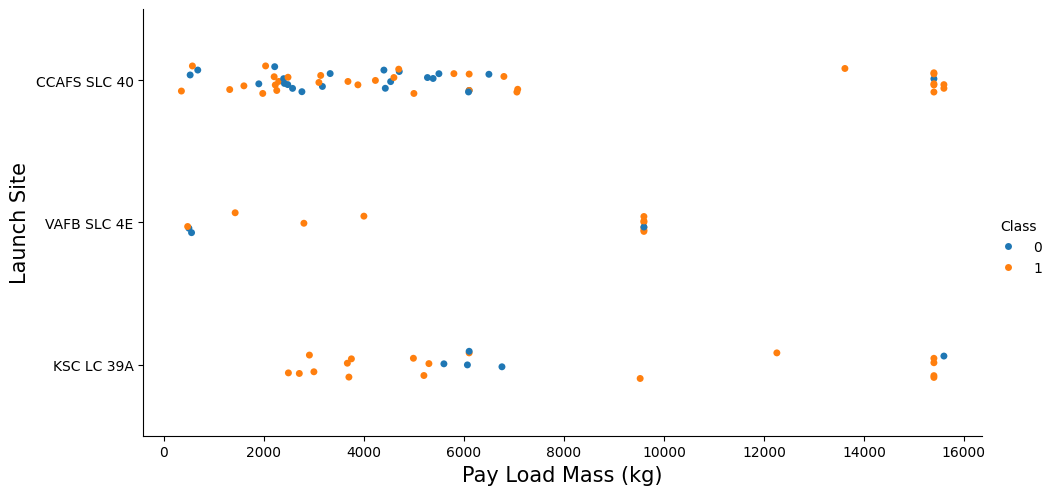 CCAFS SLC 40
VAFB SLC 4E
KSC LC 39A
Launch Site
0 2000 4000 6000 8000 10000 12000 14000 16000
Pay Load Mass (kg)
Class
0
1